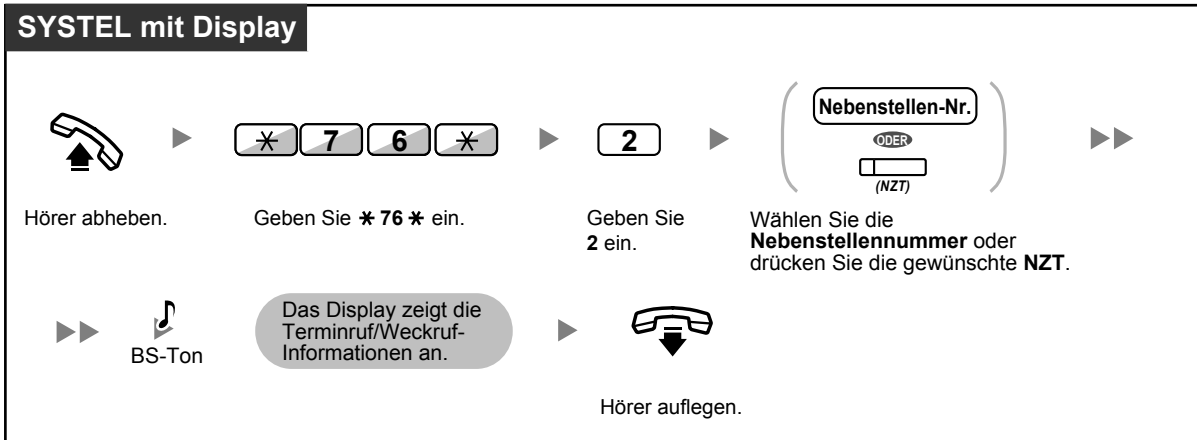 SYSTEL mit Display
Nebenstellen-Nr.
ODER
(NZT)
* 7 6 *
2
Hörer abheben.
Geben Sie * 76 * ein.
Geben Sie
2 ein.
Wählen Sie die
Nebenstellennummer oder
drücken Sie die gewünschte NZT.
BS-Ton
Das Display zeigt die
Terminruf/Weckruf-
Informationen an.
Hörer auflegen.